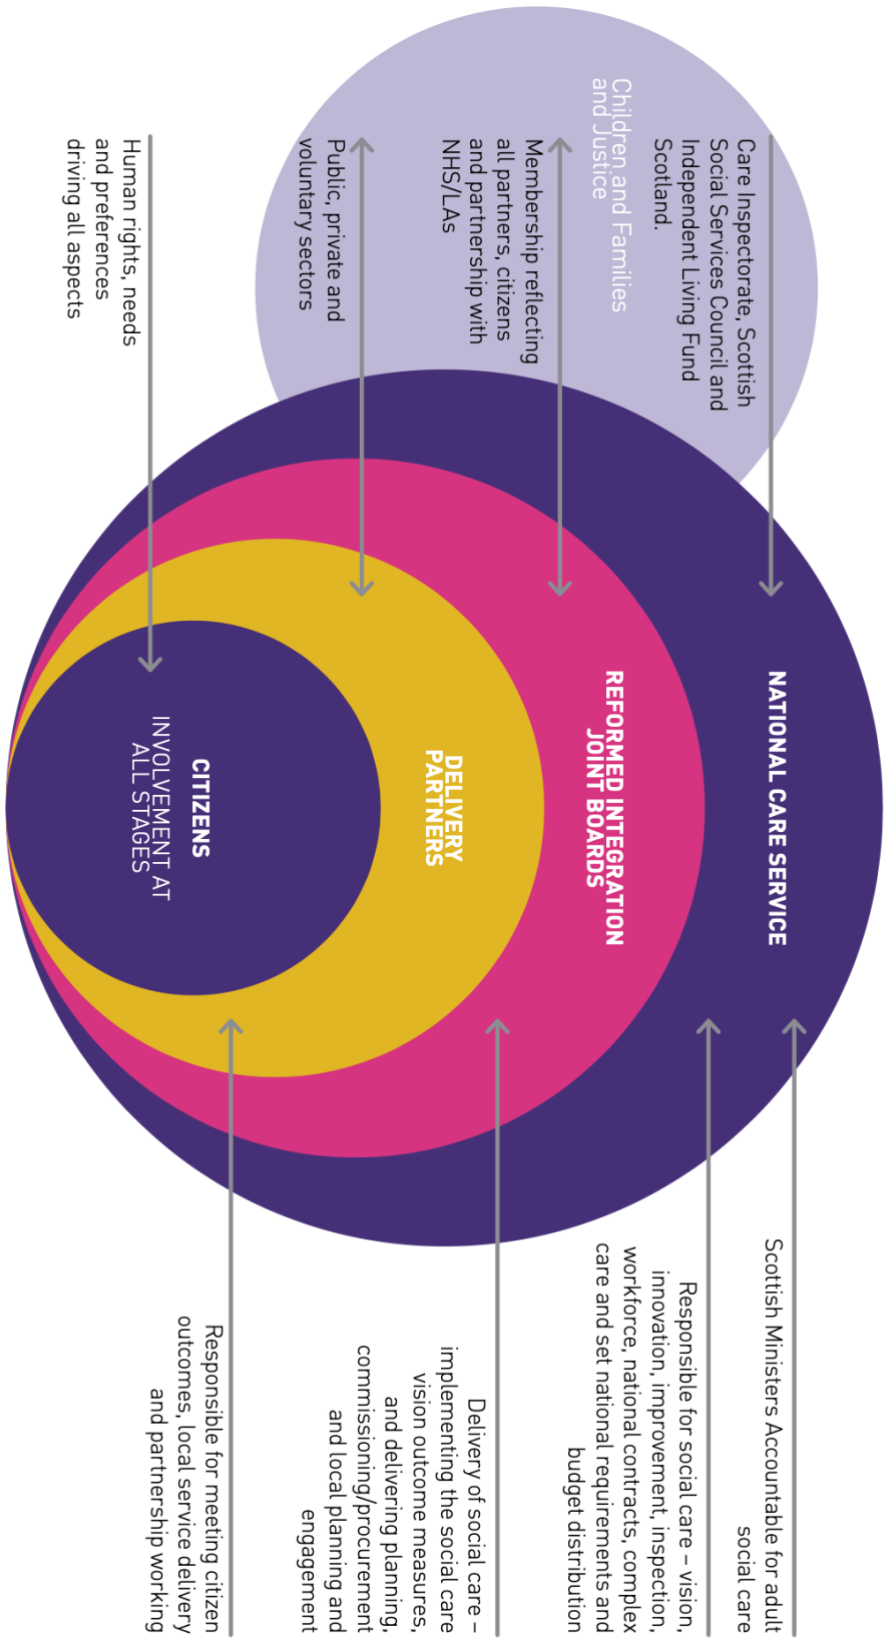 Care Inspectorate, Scottish
Social Services Council and
Independent Living Fund
Scotland.
Children and Families
and Justice
Membership reflecting
all partners, citizens
and partnership with
NHS/LAs
Public, private and
voluntary sectors
Human rights, needs
and preferences
driving all aspects
NATIONAL CARE SERVICE
REFORMED INTEGRATION
JOINT BOARDS
DELIVERY
PARTNERS
CITIZENS
INVOLVEMENT AT
ALL STAGES
Scottish Ministers Accountable for adult
social care
Responsible for social care – vision,
innovation, improvement, inspection,
workforce, national contracts, complex
care and set national requirements and
budget distribution
Delivery of social care –
implementing the social care
vision outcome measures,
and delivering planning,
commissioning/procurement
and local planning and
engagement
Responsible for meeting citizen
outcomes, local service delivery
and partnership working